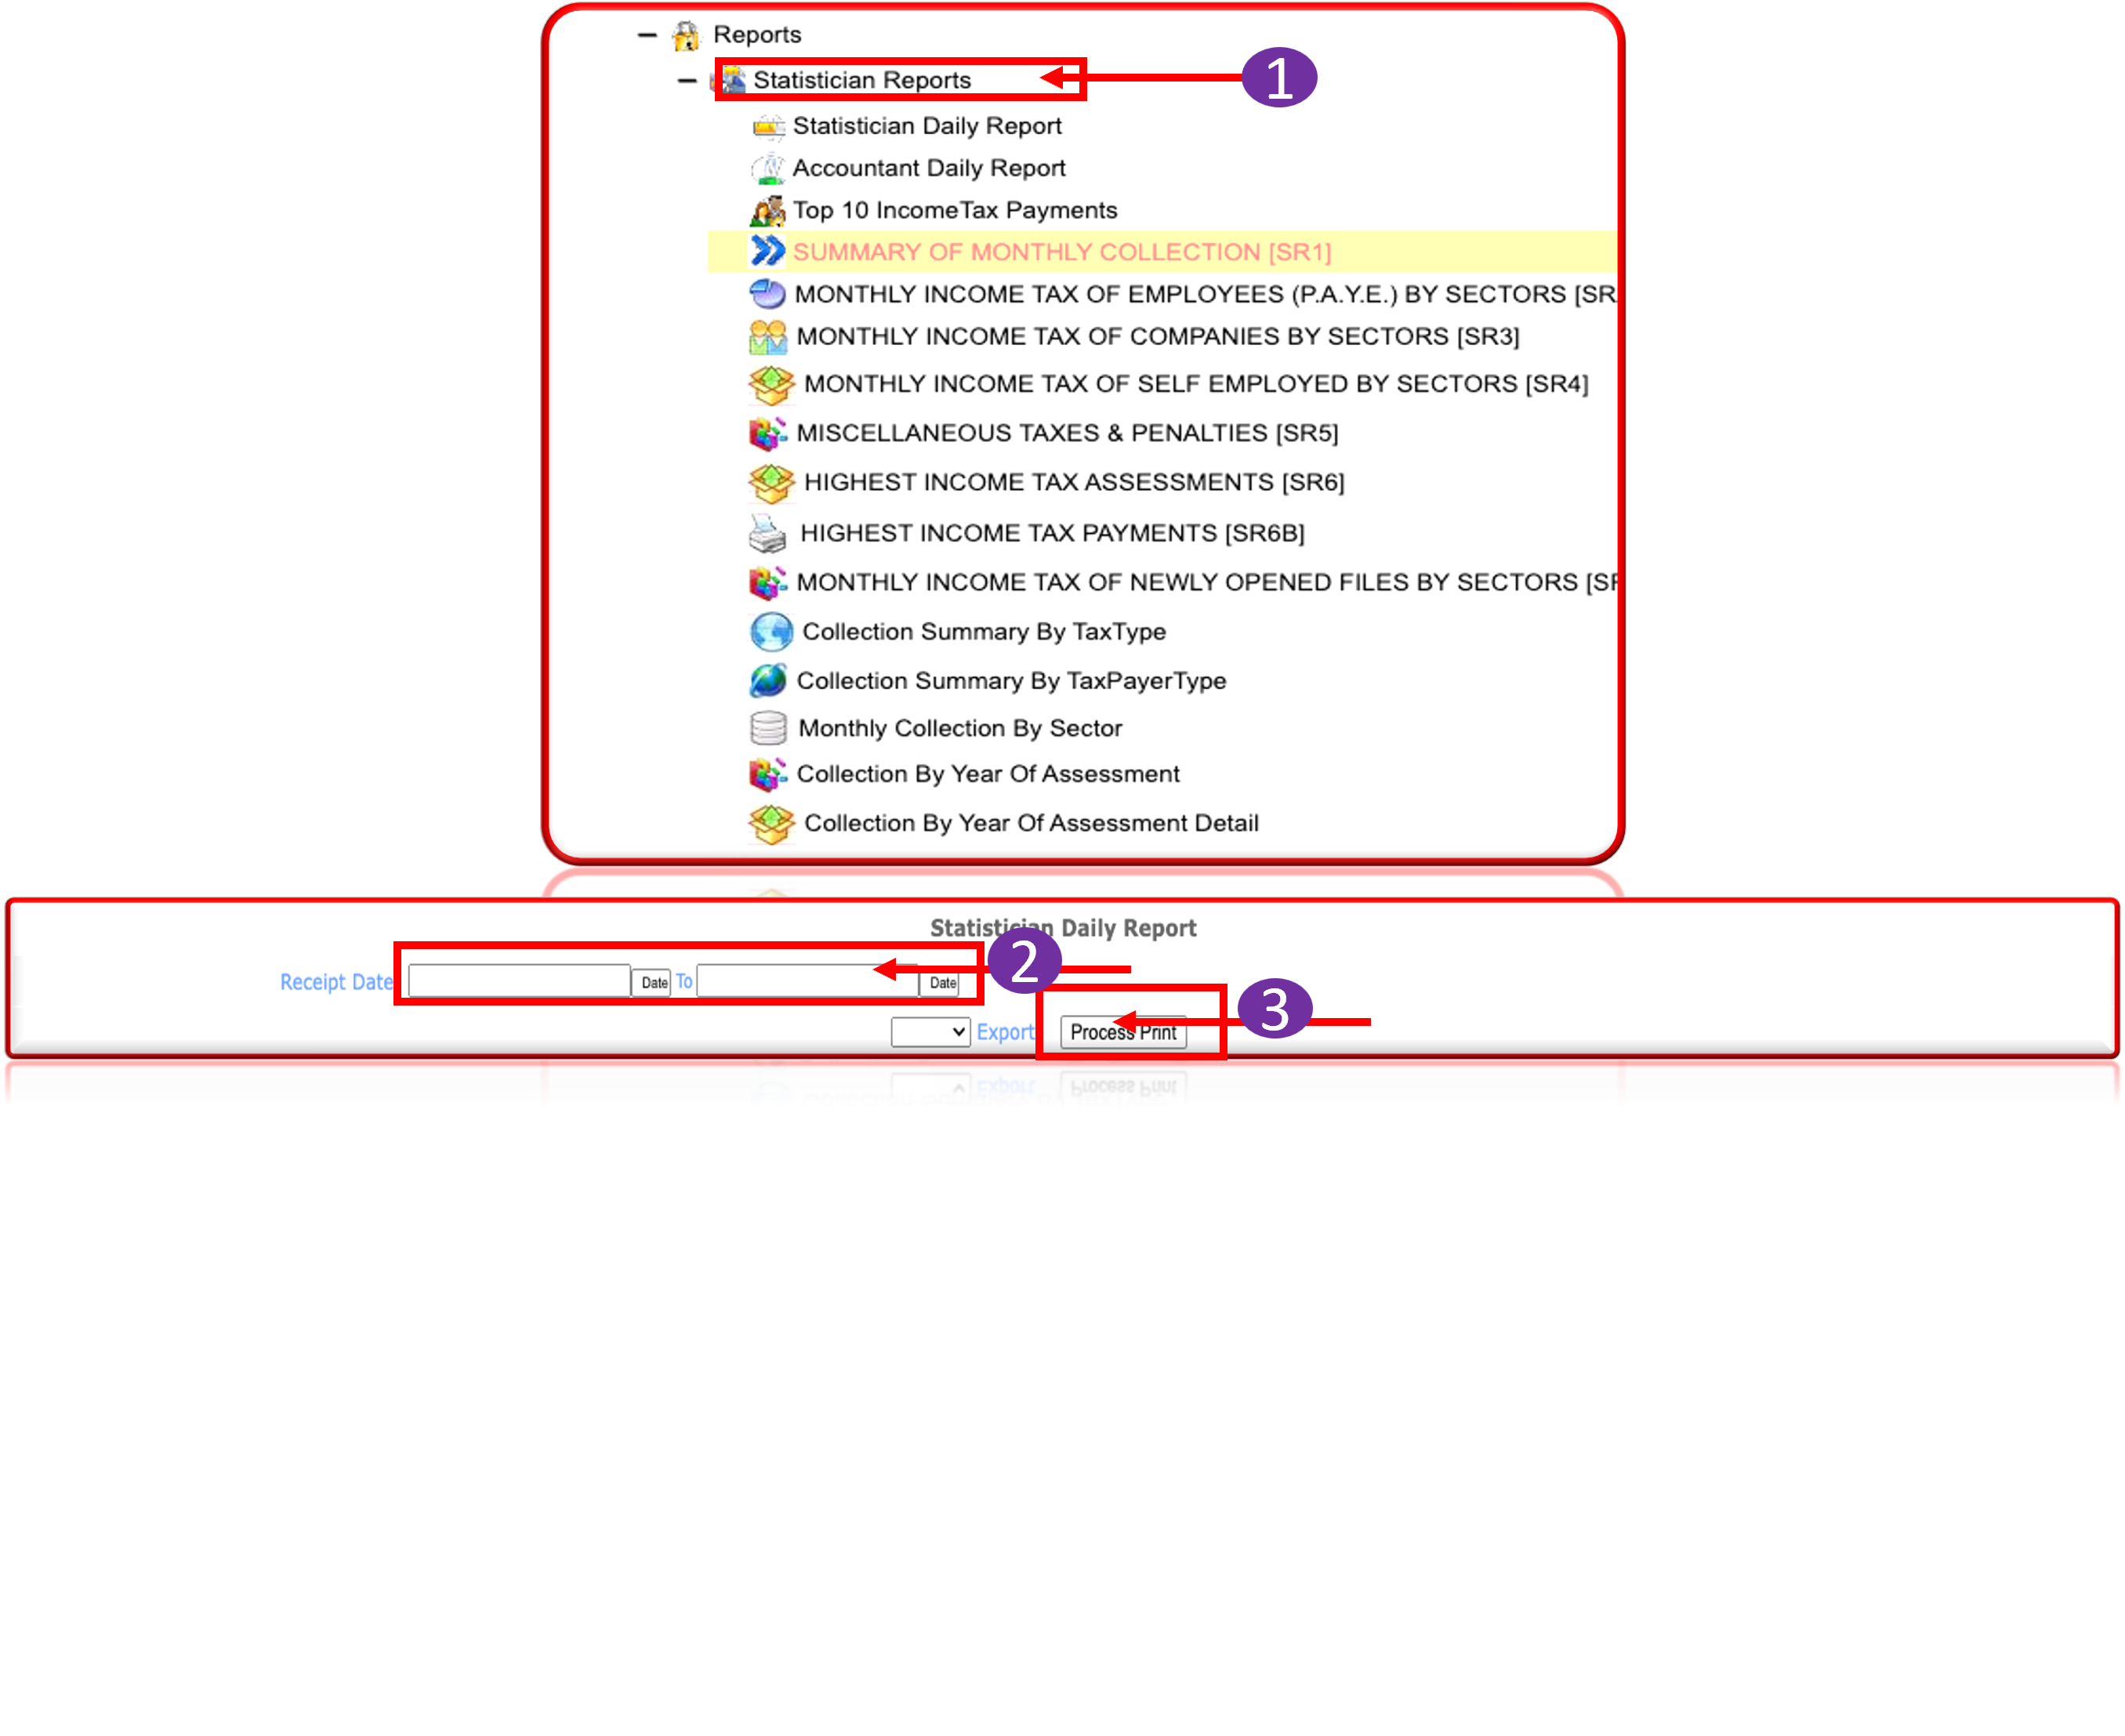 Reports
Statistician Reports
1
Statistician Daily Report
Accountant Daily Report
Top 10 IncomeTax Payments
SUMMARY OF MONTHLY COLLECTION [SR1]
MONTHLY INCOME TAX OF EMPLOYEES (P.A.Y.E.) BY SECTORS [SR
MONTHLY INCOME TAX OF COMPANIES BY SECTORS [SR3]
MONTHLY INCOME TAX OF SELF EMPLOYED BY SECTORS [SR4]
MISCELLANEOUS TAXES & PENALTIES [SR5]
HIGHEST INCOME TAX ASSESSMENTS [SR6]
HIGHEST INCOME TAX PAYMENTS [SR6B]
MONTHLY INCOME TAX OF NEWLY OPENED FILES BY SECTORS [SR
Collection Summary By TaxType
Collection Summary By TaxPayerType
Monthly Collection By Sector
Collection By Year Of Assessment
Collection By Year Of Assessment Detail
Statistician Daily Report
Receipt Date Date To Date 2
Export Process Print 3